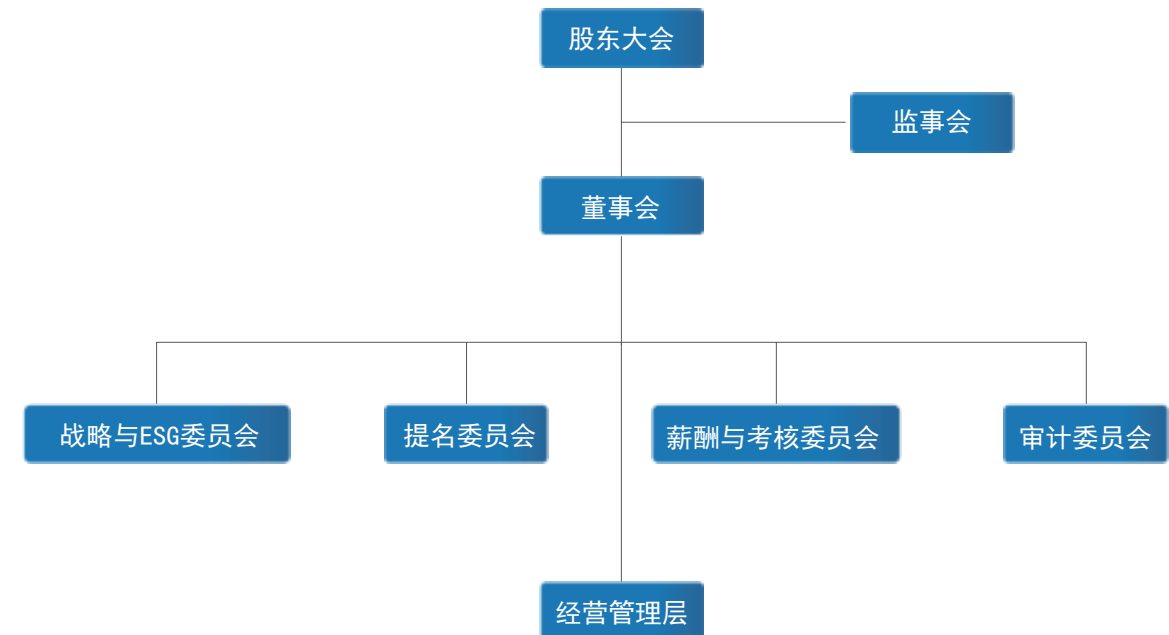 股东大会
监事会
董事会
战略与ESG委员会
提名委员会
薪酬与考核委员会
审计委员会
经营管理层